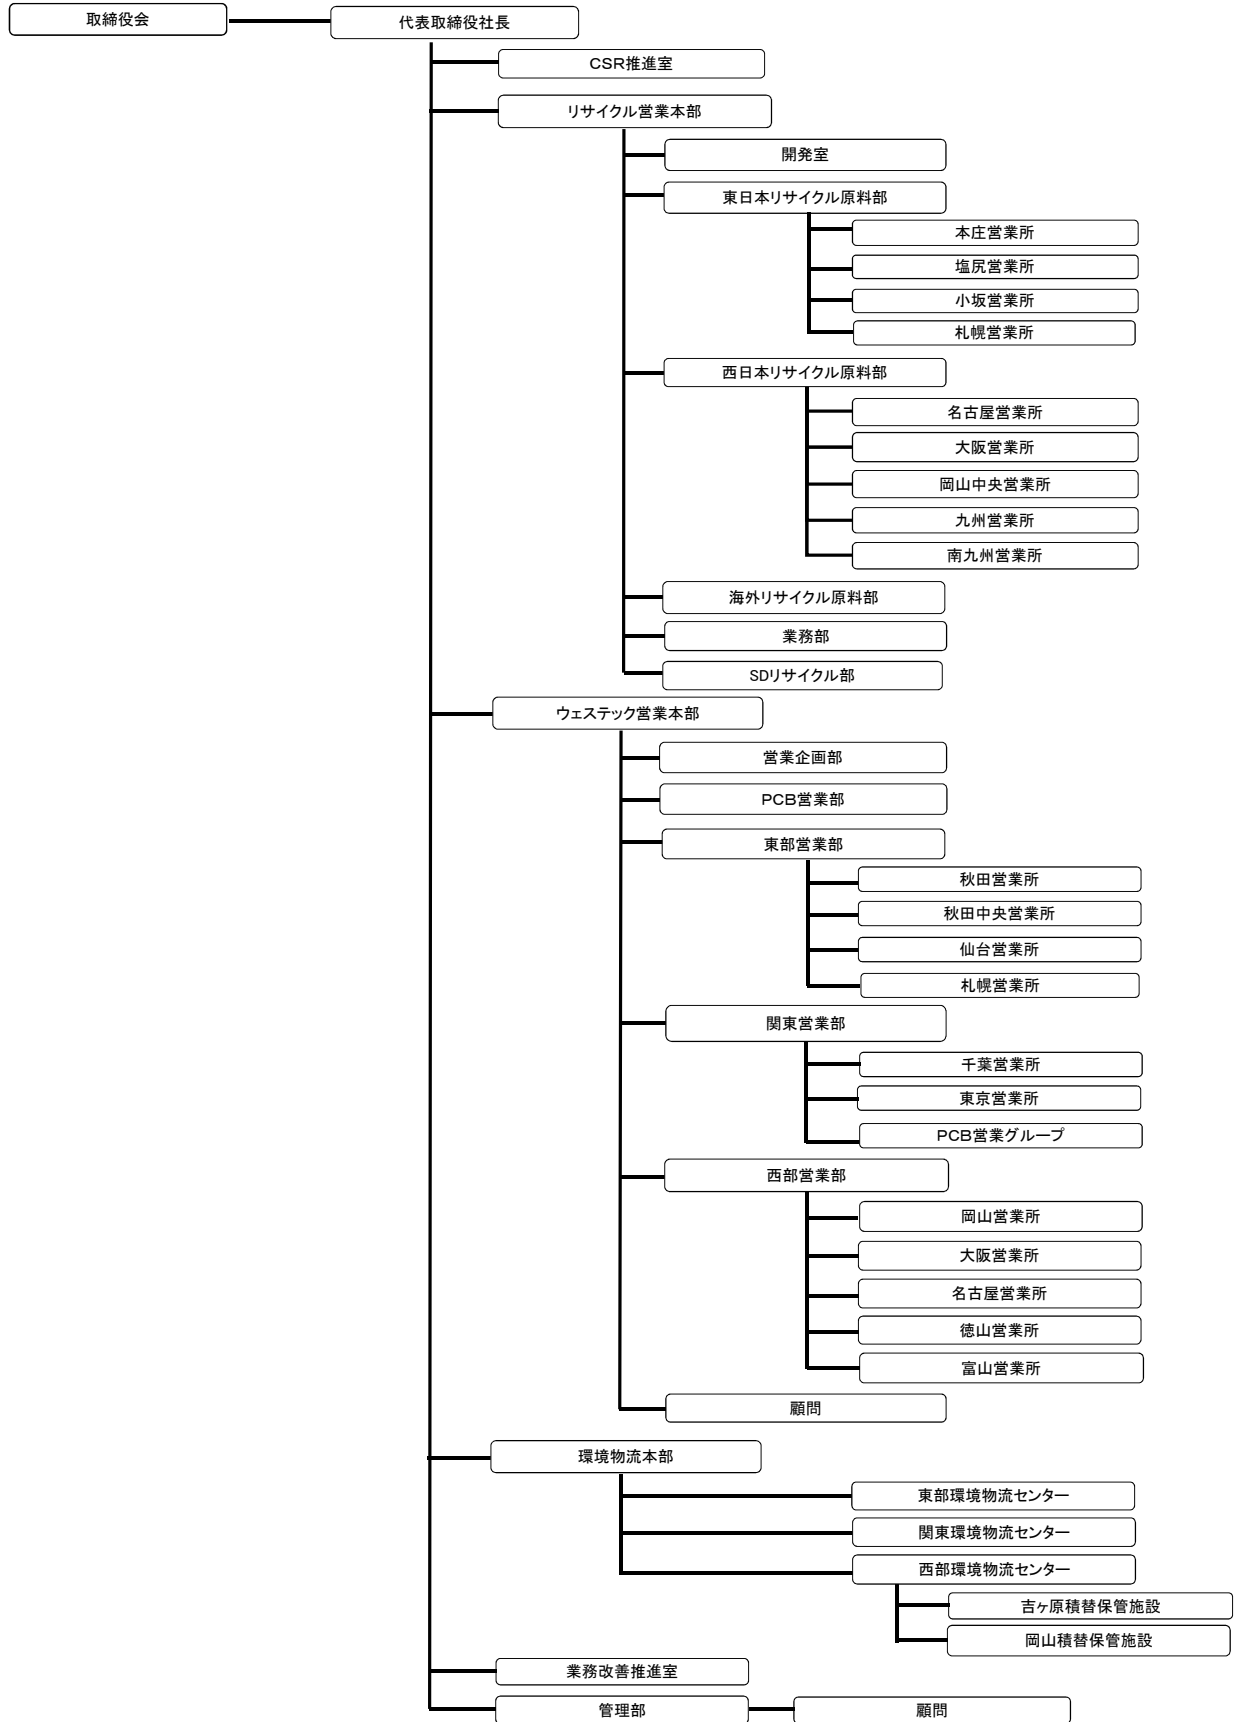 取締役会
代表取締役社長
CSR推進室
リサイクル営業本部
開発室
東日本リサイクル原料部
本庄営業所
塩尻営業所
小坂営業所
札幌営業所
西日本リサイクル原料部
名古屋営業所
大阪営業所
岡山中央営業所
九州営業所
南九州営業所
海外リサイクル原料部
業務部
SDリサイクル部
ウェステック営業本部
営業企画部
PCB営業部
東部営業部
秋田営業所
秋田中央営業所
仙台営業所
札幌営業所
関東営業部
千葉営業所
東京営業所
PCB営業グループ
西部営業部
岡山営業所
大阪営業所
名古屋営業所
徳山営業所
富山営業所
顧問
環境物流本部
東部環境物流センター
関東環境物流センター
西部環境物流センター
吉ヶ原積替保管施設
岡山積替保管施設
業務改善推進室
管理部
顧問